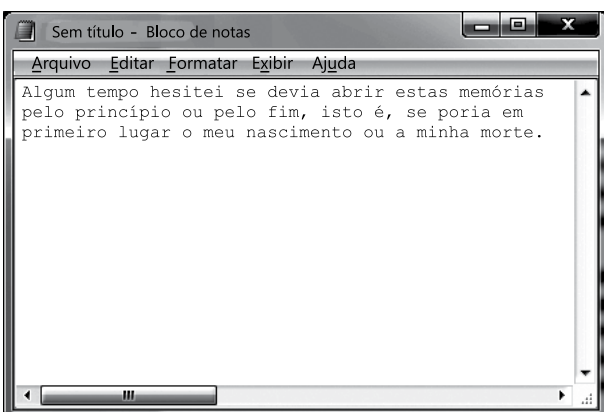 Sem título - Bloco de notas
Arquivo Editar Formatar Exibir Ajuda
Algum tempo hesitei se devia abrir estas memórias
pelo princípio ou pelo fim, isto é, se poria em
primeiro lugar o meu nascimento ou a minha morte.